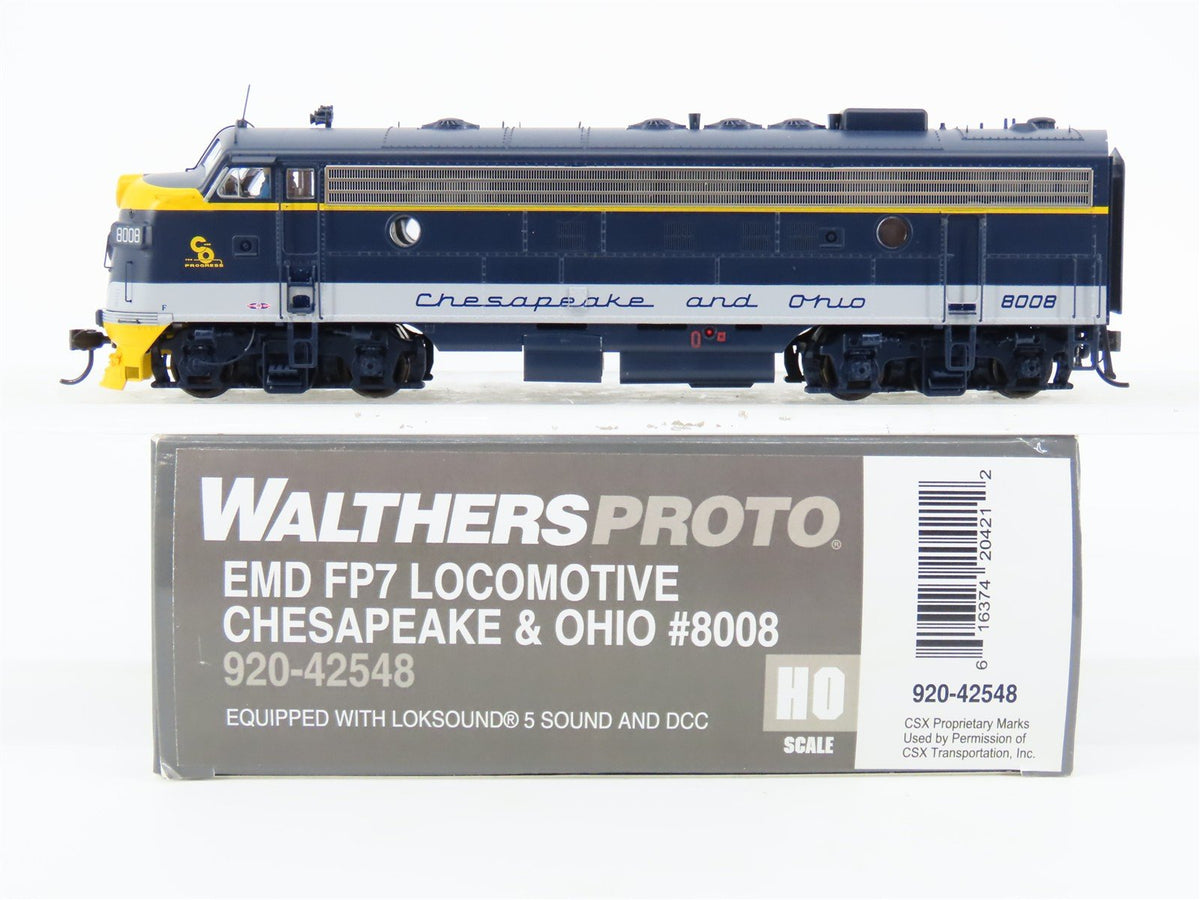 8008
C
O
PROGRESS
F
Chesapeake and Ohio 8008
WALTHERSPROTO®
EMD FP7 LOCOMOTIVE
CHESAPEAKE & OHIO #8008
920-42548
EQUIPPED WITH LOKSOUND® 5 SOUND AND DCC
HO
SCALE
6 16374 20421 2
920-42548
CSX Proprietary Marks
Used by Permission of
CSX Transportation, Inc.